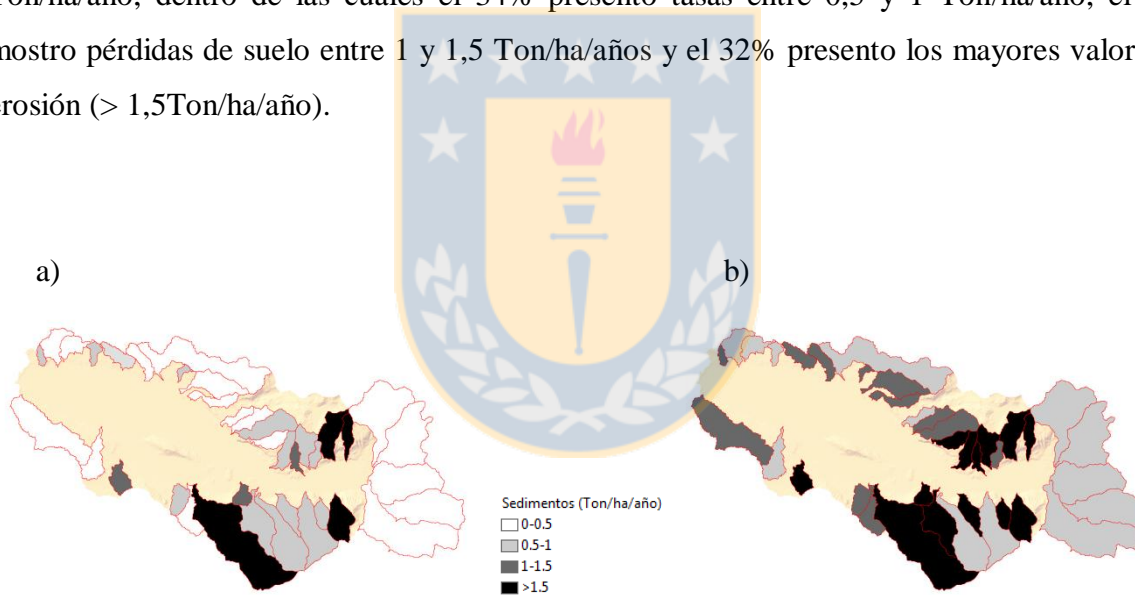 Ton/ha/año, dentro de las cuales el 34% presento tasas entre 0,5 y 1 Ton/ha/año, el
mostro pérdidas de suelo entre 1 y 1,5 Ton/ha/años y el 32% presento los mayores valor
erosión (> 1,5Ton/ha/año).
a)
b)
Sedimentos (Ton/ha/año)
0-0.5
0.5-1
1-1.5
>1.5